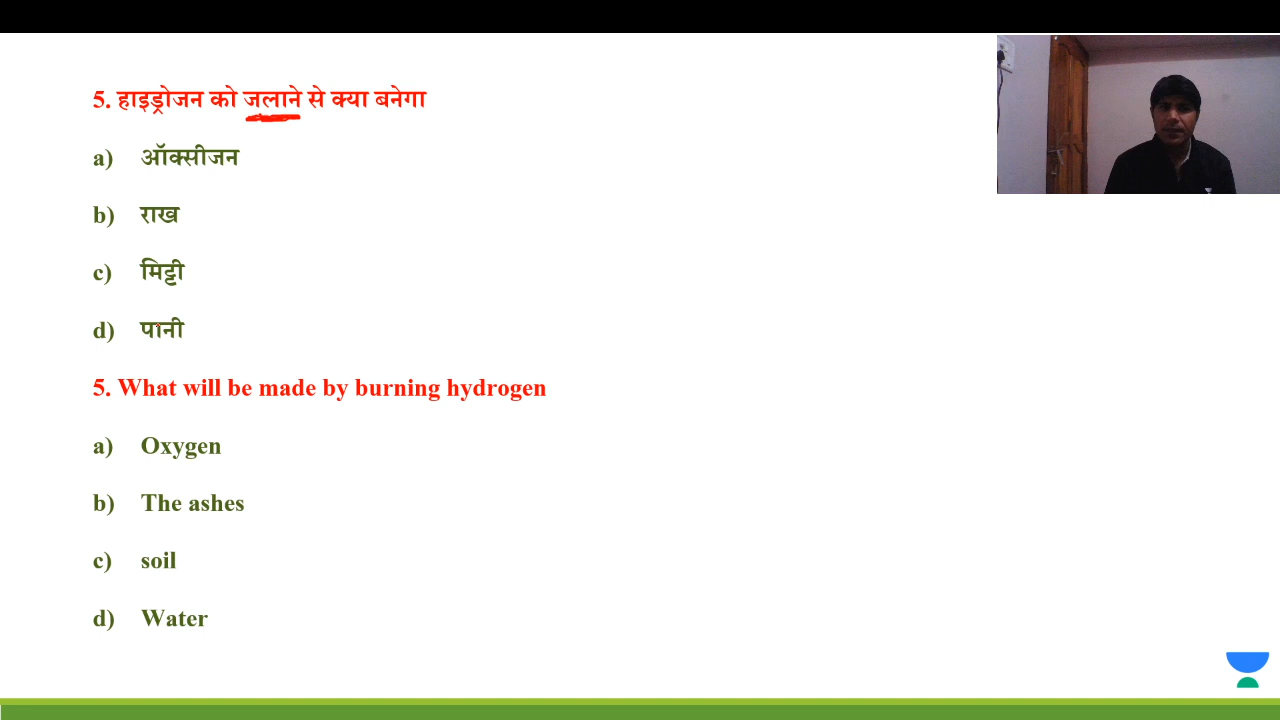 5. हाइड्रोजन को जलाने से क्या बनेगा
a) ऑक्सीजन
b) राख
c) मिट्टी
d) पानी
5. What will be made by burning hydrogen
a) Oxygen
b) The ashes
c) soil
d) Water